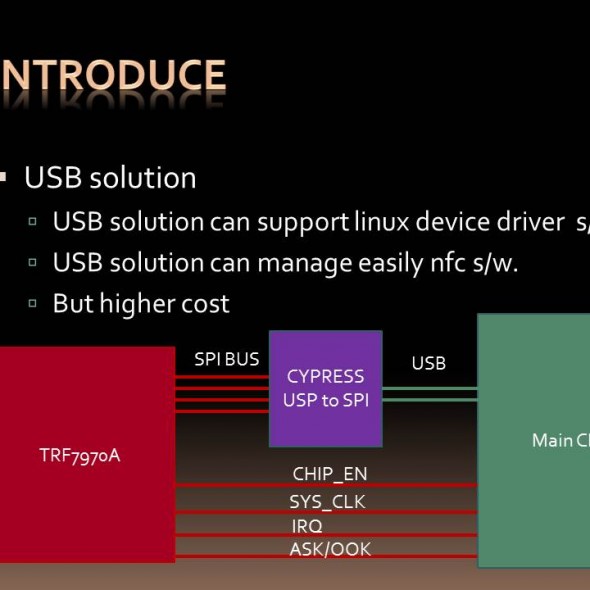 NTRODUCE
USB solution
USB solution can support linux device driver s/
USB solution can manage easily nfc s/w.
But higher cost
SPI BUS
USB
CYPRESS
USP to SPI
TRF7970A
Main C
CHIP_EN
SYS_CLK
IRQ
ASK/OOK